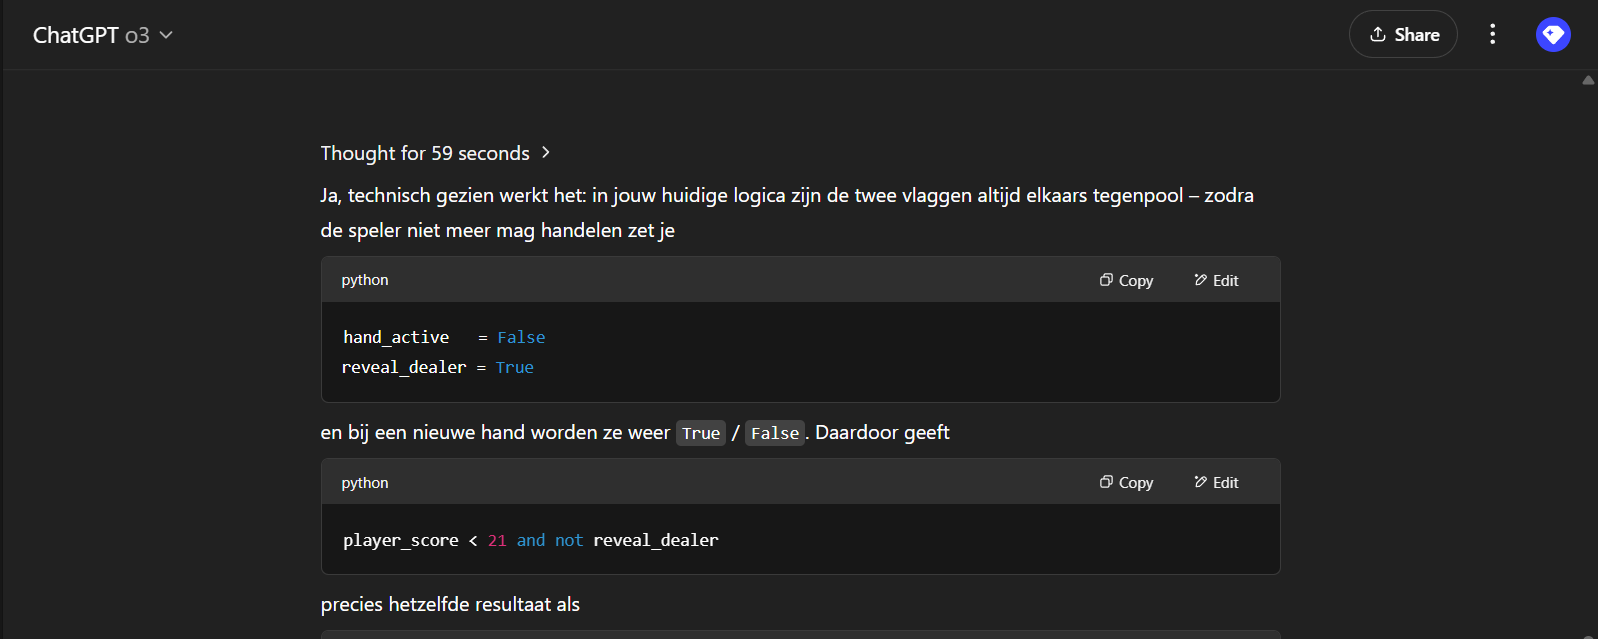 ChatGPT o3
Share
Thought for 59 seconds
Ja, technisch gezien werkt het: in jouw huidige logica zijn de twee vlaggen altijd elkaars tegenpool – zodra
de speler niet meer mag handelen zet je
python Copy Edit
hand_active   = False
reveal_dealer = True
en bij een nieuwe hand worden ze weer True / False. Daardoor geeft
python Copy Edit
player_score < 21 and not reveal_dealer
precies hetzelfde resultaat als